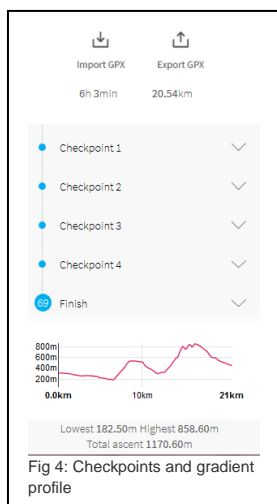 Import GPX Export GPX
6h 3min 20.54km
Checkpoint 1
Checkpoint 2
Checkpoint 3
Checkpoint 4
69 Finish
800m
600m
400m
200m
0.0km 10km 21km
Lowest 182.50m Highest 858.60m
Total ascent 1170.60m
Fig 4: Checkpoints and gradient
profile